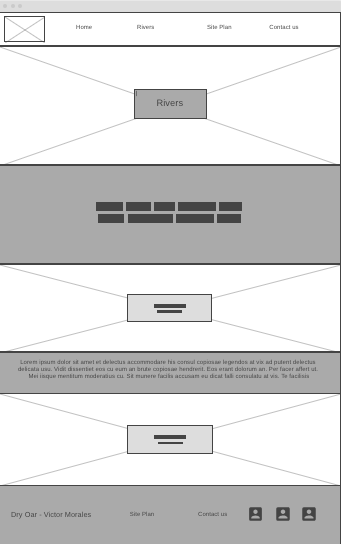 Home Rivers Site Plan Contact us
Rivers
Lorem ipsum dolor sit amet et delectus accommodare his consul copiosae legendos at vis ad putent delectus
delicata usu. Vidit dissentiet eos cu eum an brute copiosae hendrerit. Eos erant dolorum an. Per facer affert ut.
Mei iisque mentitum moderatius cu. Sit munere facilis accusam eu dicat falli consulatu at vis. Te facilisis
Dry Oar - Victor Morales Site Plan Contact us